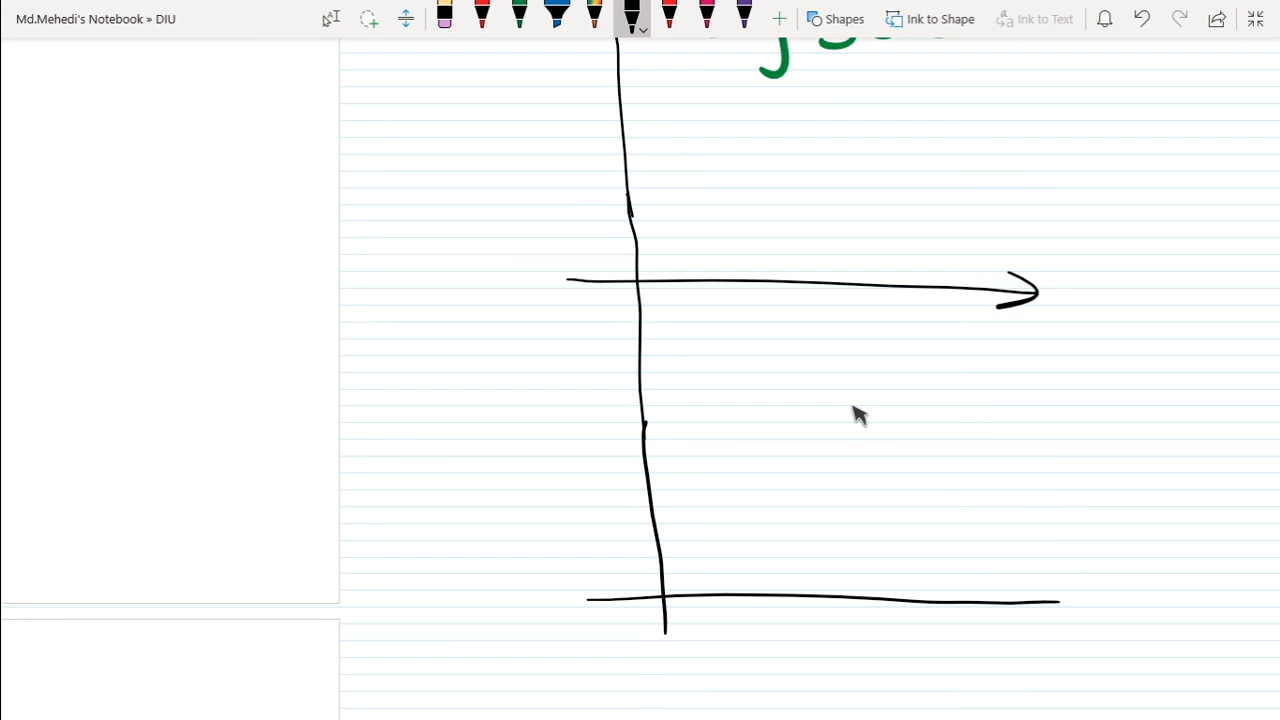 Md.Mehedi's Notebook » DIU
Shapes
Ink to Shape
Ink to Text